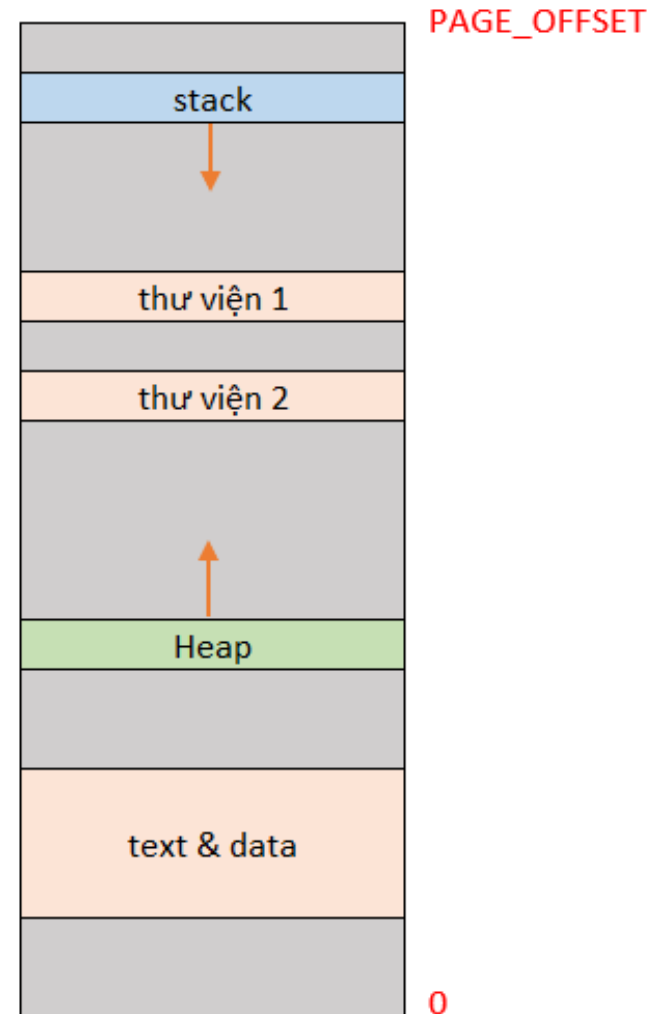 PAGE_OFFSET
stack
thư viện 1
thư viện 2
Heap
text & data
0